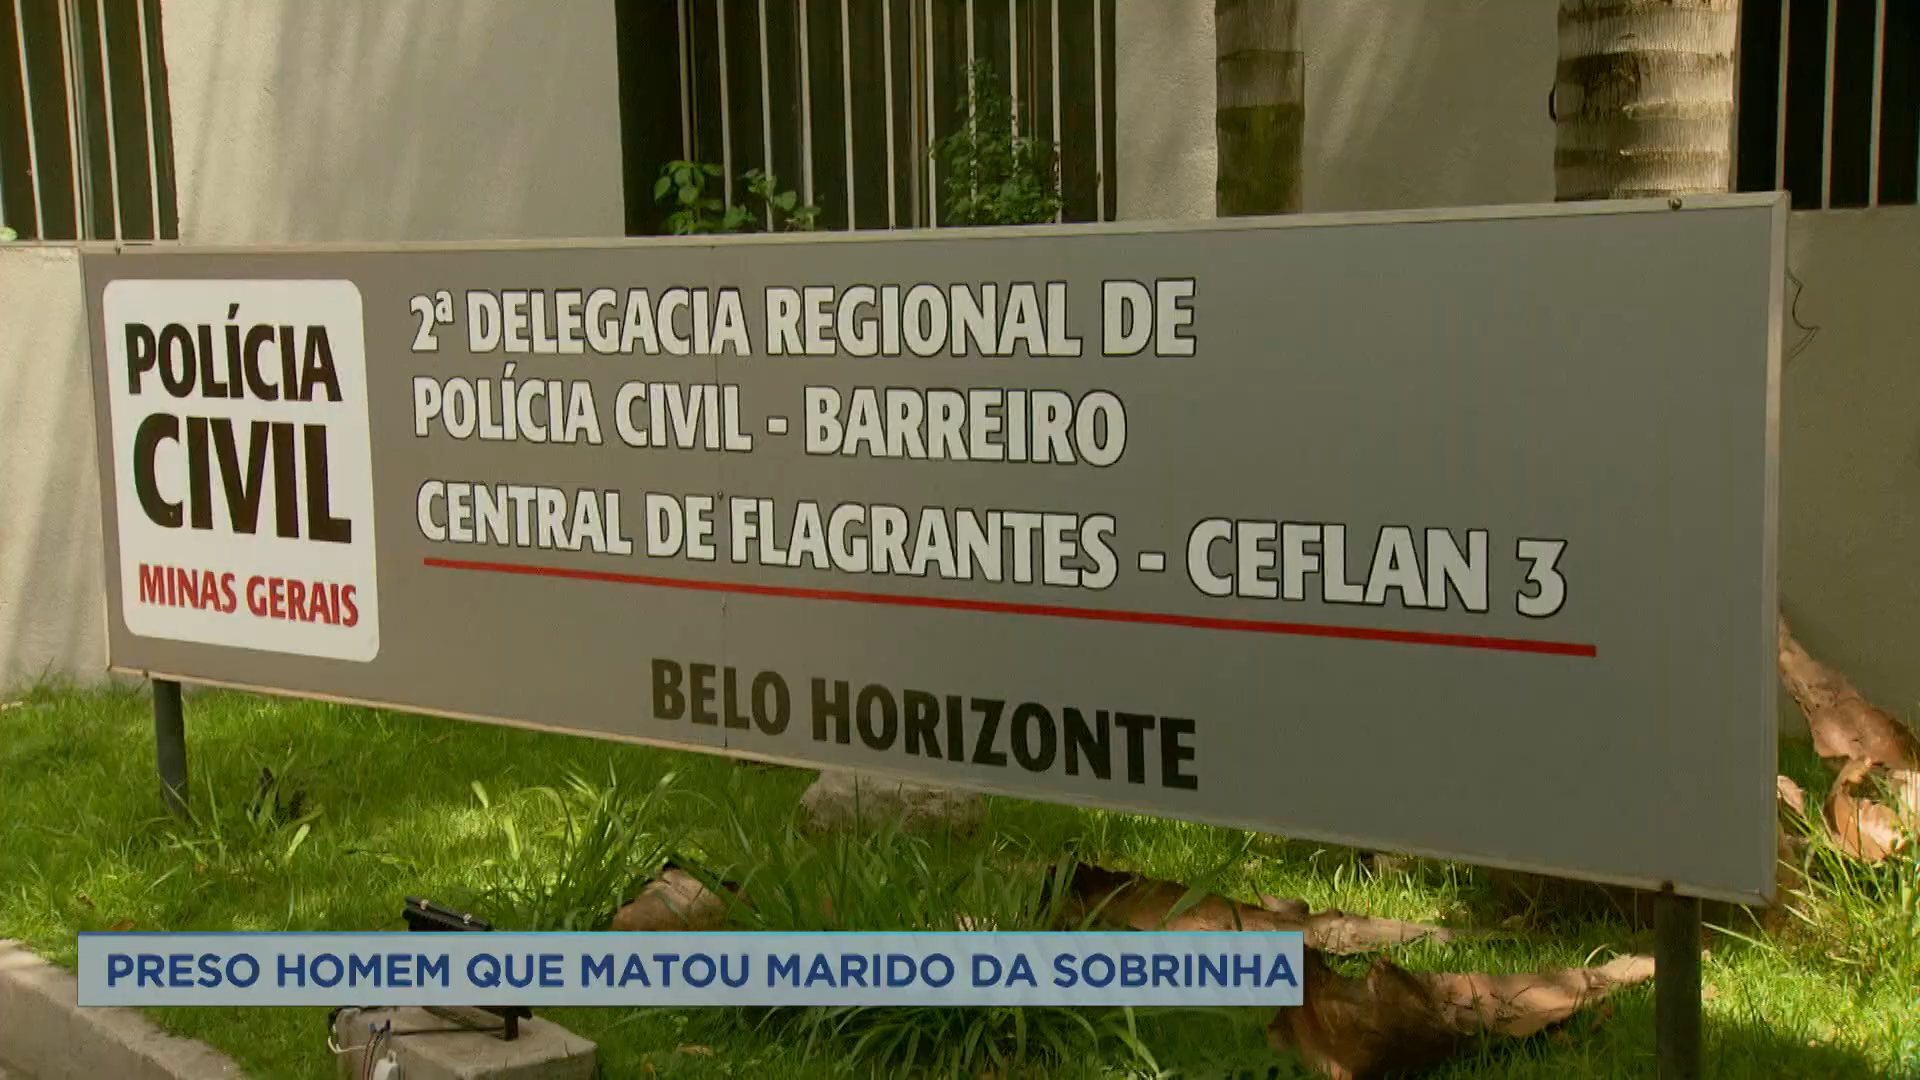 POLÍCIA
CIVIL
MINAS GERAIS
2ª DELEGACIA REGIONAL DE
POLÍCIA CIVIL - BARREIRO
CENTRAL DE FLAGRANTES - CEFLAN 3
BELO HORIZONTE
PRESO HOMEM QUE MATOU MARIDO DA SOBRINHA